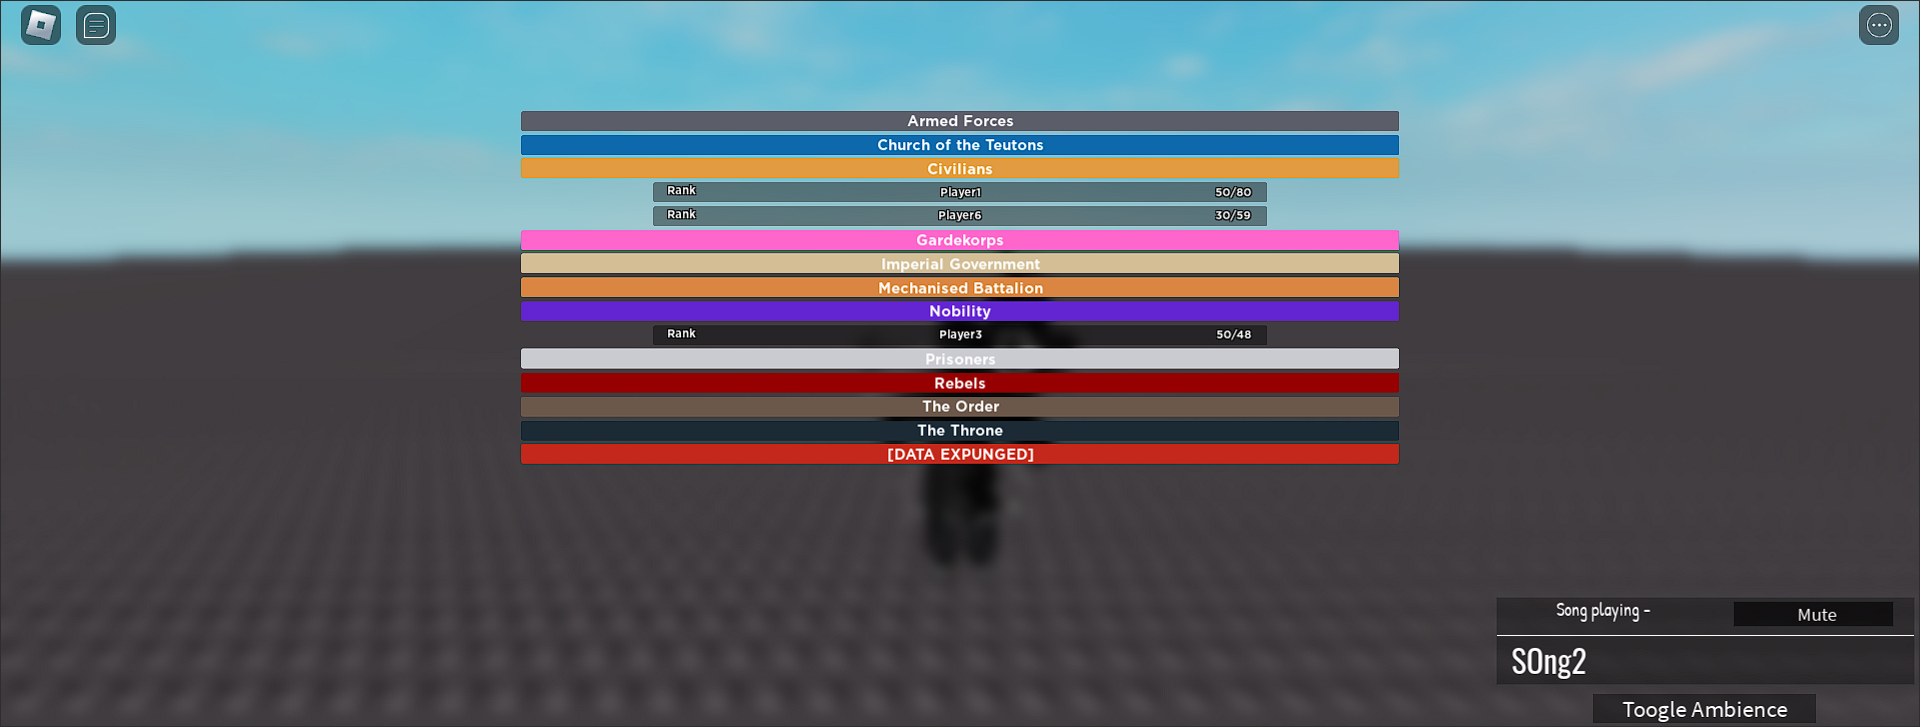 Armed Forces
Church of the Teutons
Civilians
Rank Player1 50/80
Rank Player6 30/59
Gardekorps
Imperial Government
Mechanised Battalion
Nobility
Rank Player3 50/48
Prisoners
Rebels
The Order
The Throne
[DATA EXPUNGED]
Song playing - Mute
SOng2
Toogle Ambience